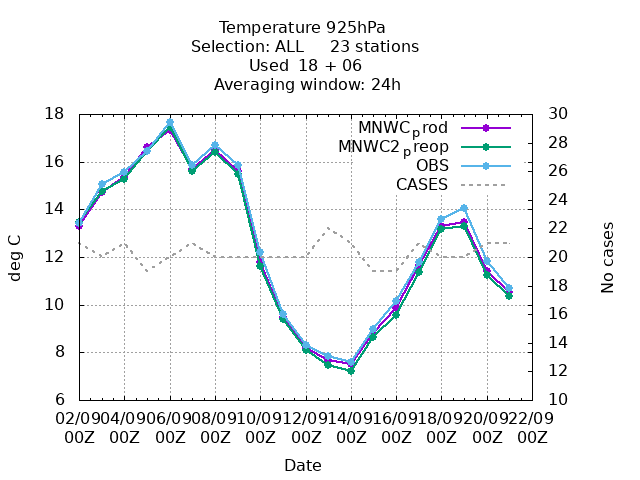 Temperature 925hPa
Selection: ALL 23 stations
Used 18 + 06
Averaging window: 24h
18 30
MNWCprod
28
MNWC2preop
16 26
OBS
CASES
24
14 22
deg C
12 20
No cases
18
10 16
14
8 12
6 10
02/09 04/09 06/09 08/09 10/09 12/09 14/09 16/09 18/09 20/09 22/09
00Z 00Z 00Z 00Z 00Z 00Z 00Z 00Z 00Z 00Z 00Z
Date